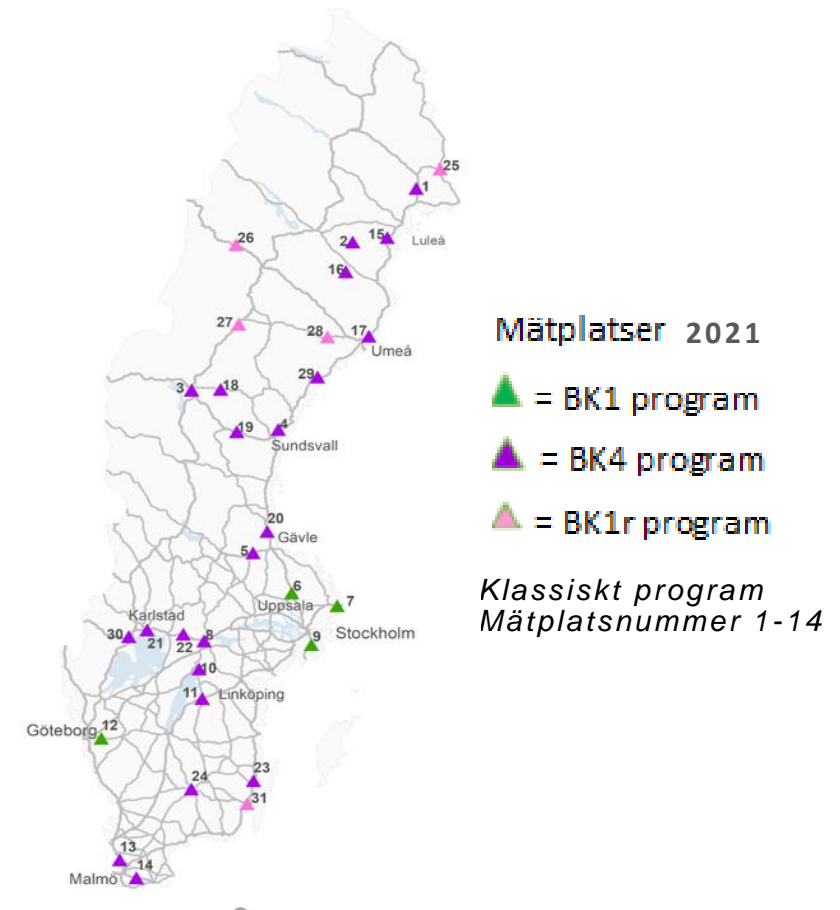 25
1
26
2
15
Luleå
16
27
28
17
Umeå
29
3
18
19
4
Sundsvall
20
Gävle
5
6
Uppsala
7
Karlstad
30
21
22
8
9
Stockholm
10
11
Linköping
Göteborg
12
23
24
31
13
14
Malmö
Mätplatser 2021
= BK1 program
= BK4 program
= BK1r program
Klassiskt program
Mätplatsnummer 1-14